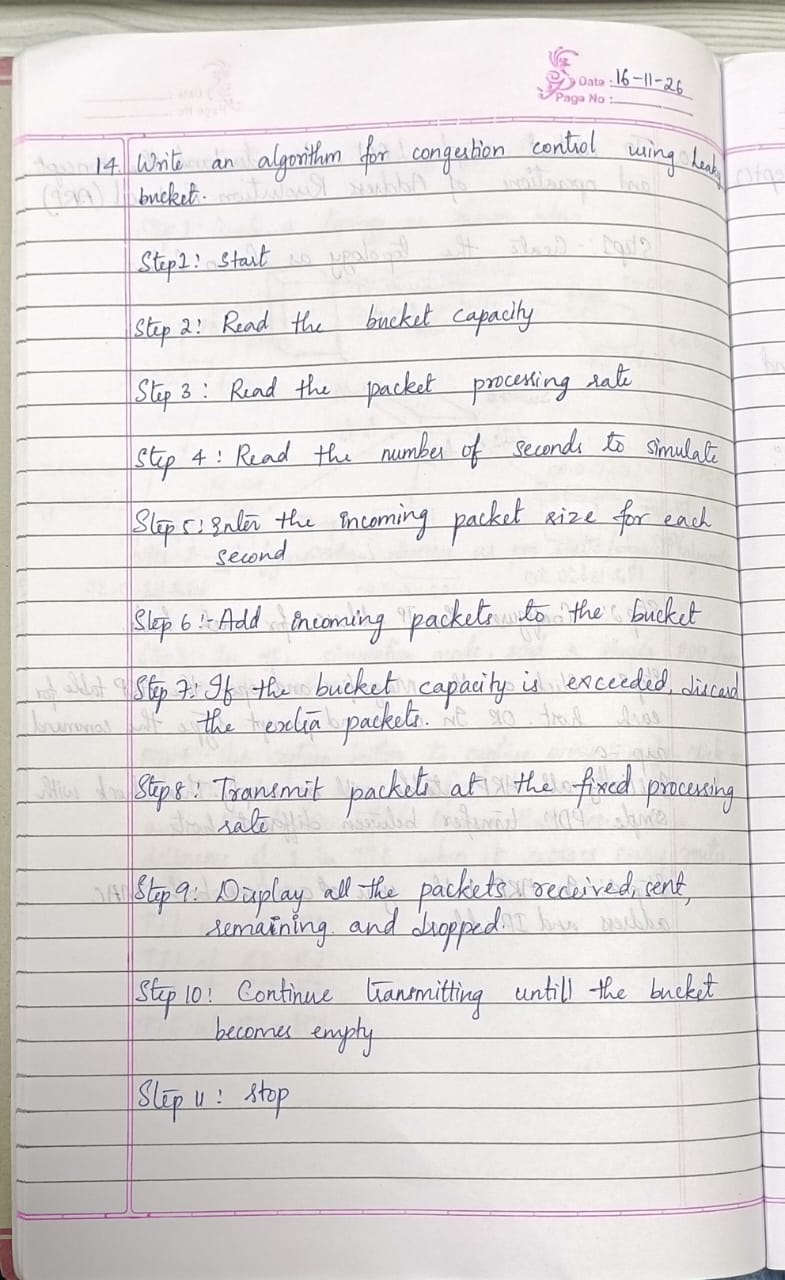 Date : 16-11-26
Page No :
14. Write an algorithm for congestion control using Leaky
bucket.
Step1: Start
Step 2: Read the bucket capacity
Step 3 : Read the packet processing rate
Step 4 : Read the number of seconds to simulate
Step 5: Enter the incoming packet size for each
second
Step 6:- Add incoming packets to the bucket
Step 7: If the bucket capacity is exceeded, discard
the extra packets.
Step 8: Transmit packets at the fixed processing
rate
Step 9: Display all the packets received, sent,
remaining and dropped.
Step 10: Continue transmitting untill the bucket
becomes empty
Step 11 : stop